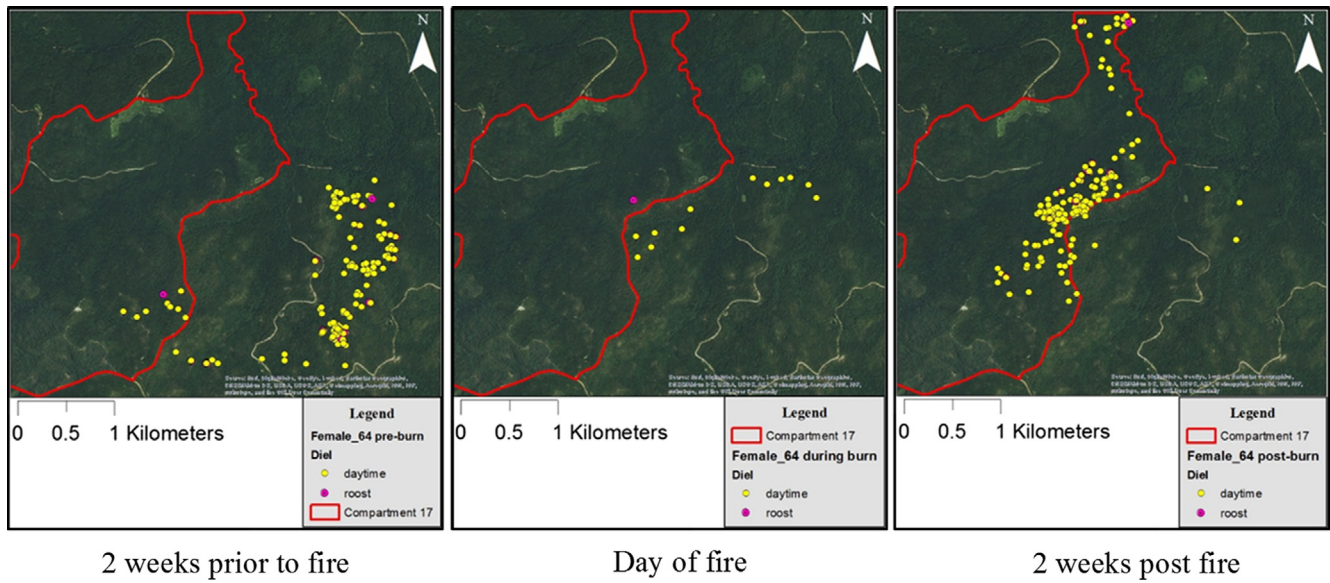 N
0 0.5 1 Kilometers
Legend
Female_64 pre-burn
Diel
daytime
roost
Compartment 17
2 weeks prior to fire
N
0 0.5 1 Kilometers
Legend
Compartment 17
Female_64 during burn
Diel
daytime
roost
Day of fire
N
0 0.5 1 Kilometers
Legend
Compartment 17
Female_64 post-burn
Diel
daytime
roost
2 weeks post fire